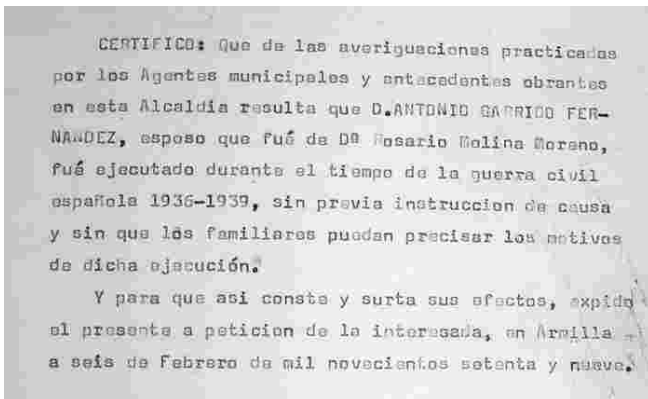 CERTIFICO: Que de las averiguaciones practicadas
por los Agentes municipales y antecedentes obrantes
en esta Alcaldia resulta que D.ANTONIO GARRIDO FER-
NANDEZ, esposo que fué de Dª Rosario Molina Moreno,
fué ejecutado durante el tiempo de la guerra civil
española 1936-1939, sin previa instruccion de causa
y sin que los familiares puedan precisar los motivos
de dicha ejecución.
Y para que asi conste y surta sus efectos, expido
el presente a peticion de la interesada, en Armilla -
a seis de Febrero de mil novecientos setenta y nueve.